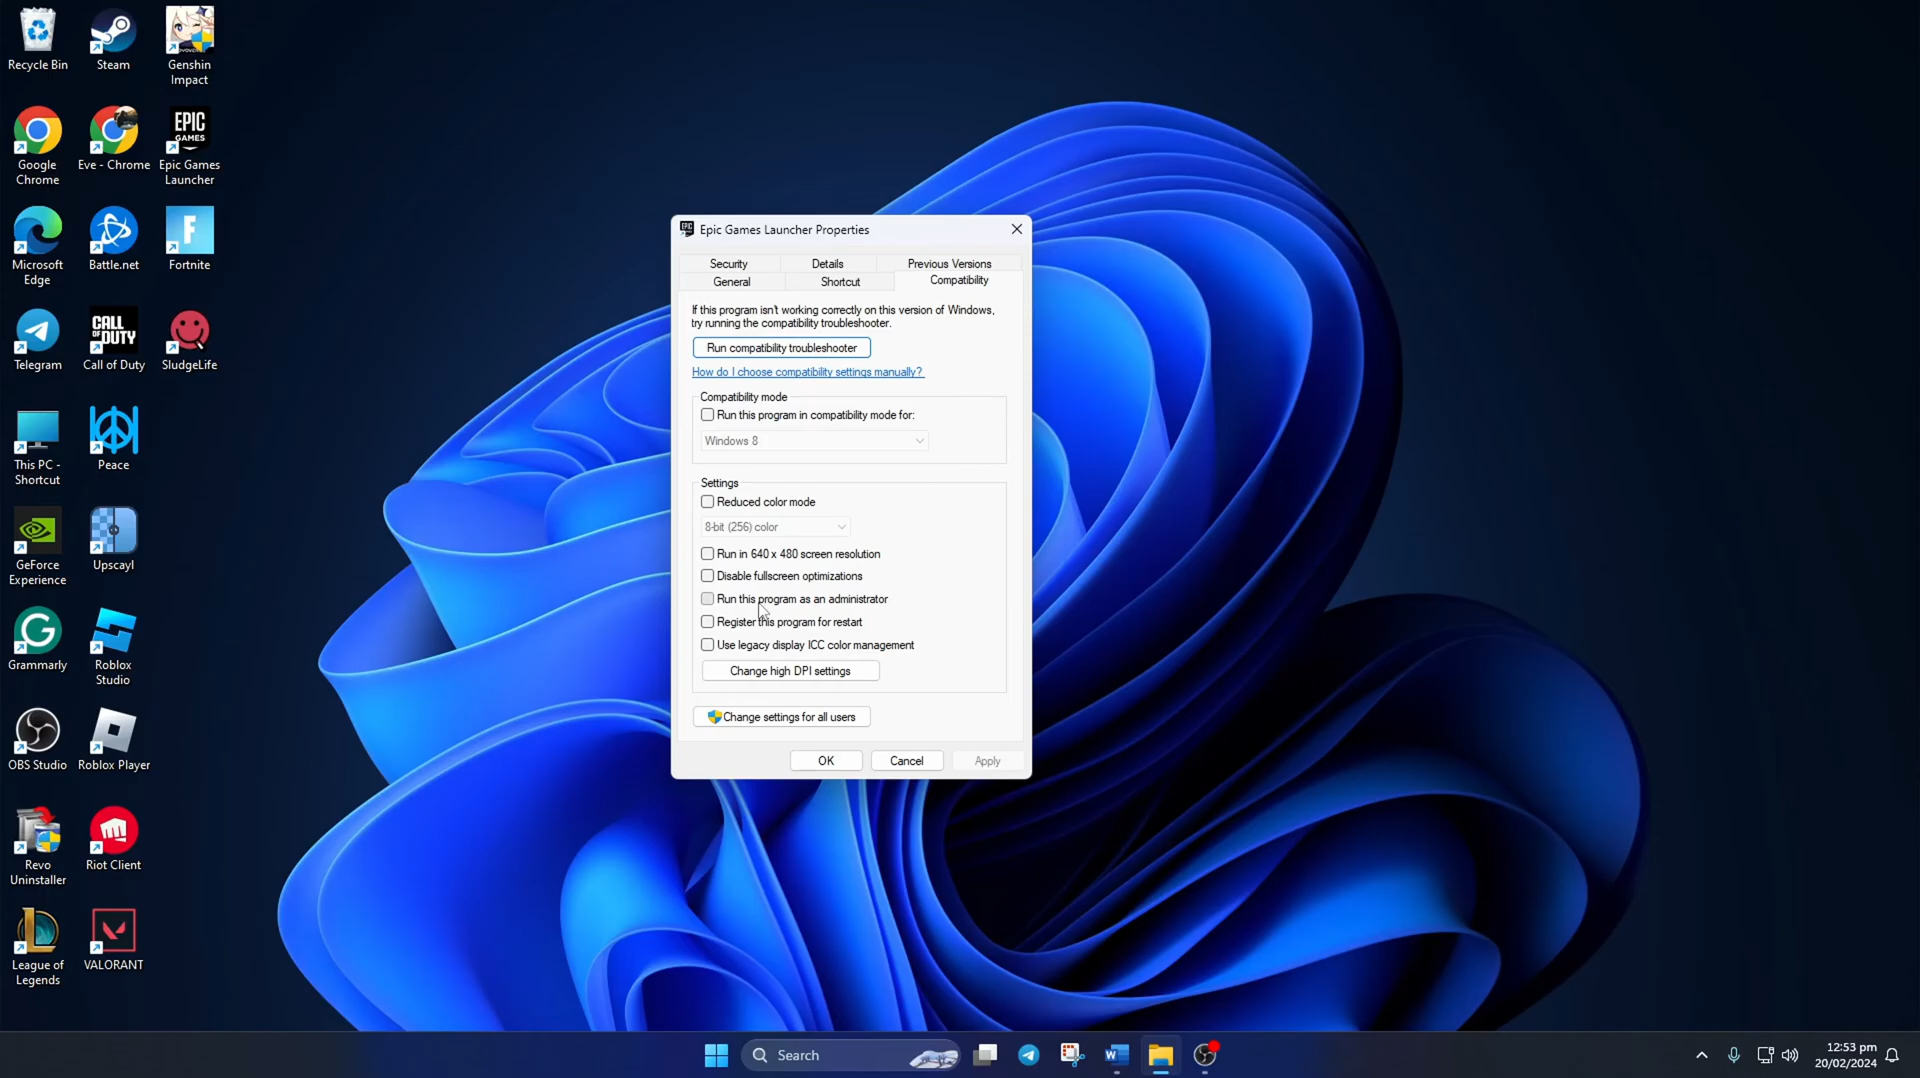 Recycle Bin
Steam
Genshin
Impact
Google
Chrome
Eve - Chrome
EPIC
GAMES
Epic Games
Launcher
Microsoft
Edge
Battle.net
Fortnite
Telegram
CALL
OF
DUTY
Call of Duty
SludgeLife
This PC -
Shortcut
Peace
GeForce
Experience
Upscayl
Grammarly
Roblox
Studio
OBS Studio
Roblox Player
Revo
Uninstaller
Riot Client
League of
Legends
VALORANT
Epic Games Launcher Properties
Security
Details
Previous Versions
General
Shortcut
Compatibility
If this program isn't working correctly on this version of Windows,
try running the compatibility troubleshooter.
Run compatibility troubleshooter
How do I choose compatibility settings manually?
Compatibility mode
Run this program in compatibility mode for:
Windows 8
Settings
Reduced color mode
8-bit (256) color
Run in 640 x 480 screen resolution
Disable fullscreen optimizations
Run this program as an administrator
Register this program for restart
Use legacy display ICC color management
Change high DPI settings
Change settings for all users
OK
Cancel
Apply
Search
12:53 pm
20/02/2024